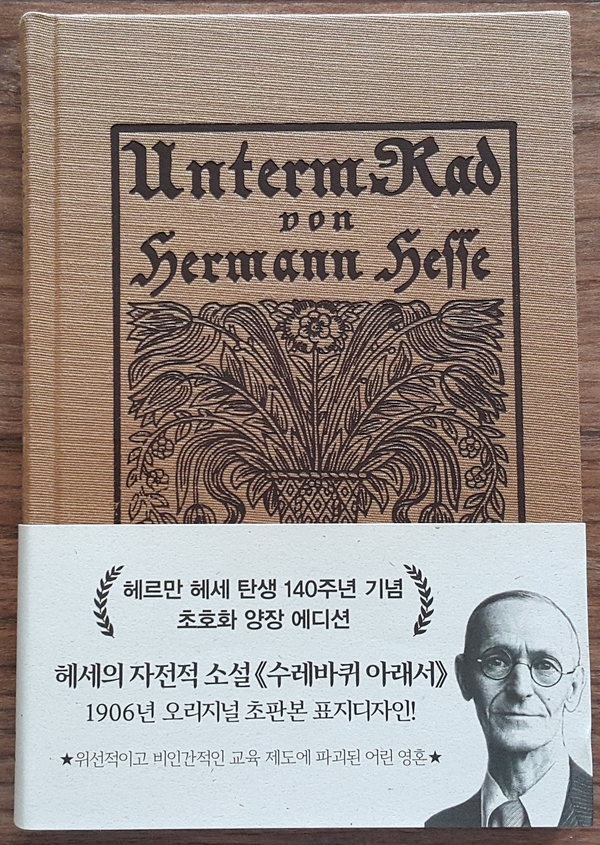 Unterm Rad
von
Hermann Hesse
헤르만 헤세 탄생 140주년 기념
초호화 양장 에디션
헤세의 자전적 소설《수레바퀴 아래서》
1906년 오리지널 초판본 표지디자인!
★위선적이고 비인간적인 교육 제도에 파괴된 어린 영혼★